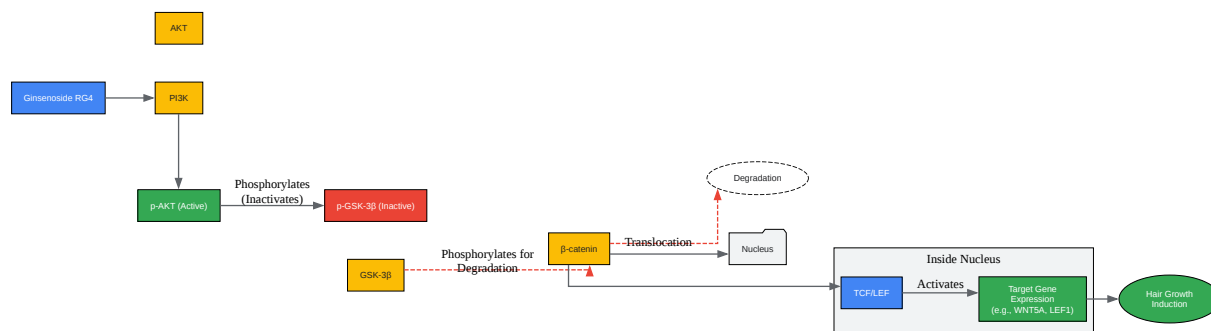 AKT
Ginsenoside RG4
PI3K
p-AKT (Active)
Phosphorylates
(Inactivates)
p-GSK-3β (Inactive)
Degradation
GSK-3β
Phosphorylates for
Degradation
β-catenin
Translocation
Nucleus
Inside Nucleus
TCF/LEF
Activates
Target Gene
Expression
(e.g., WNT5A, LEF1)
Hair Growth
Induction